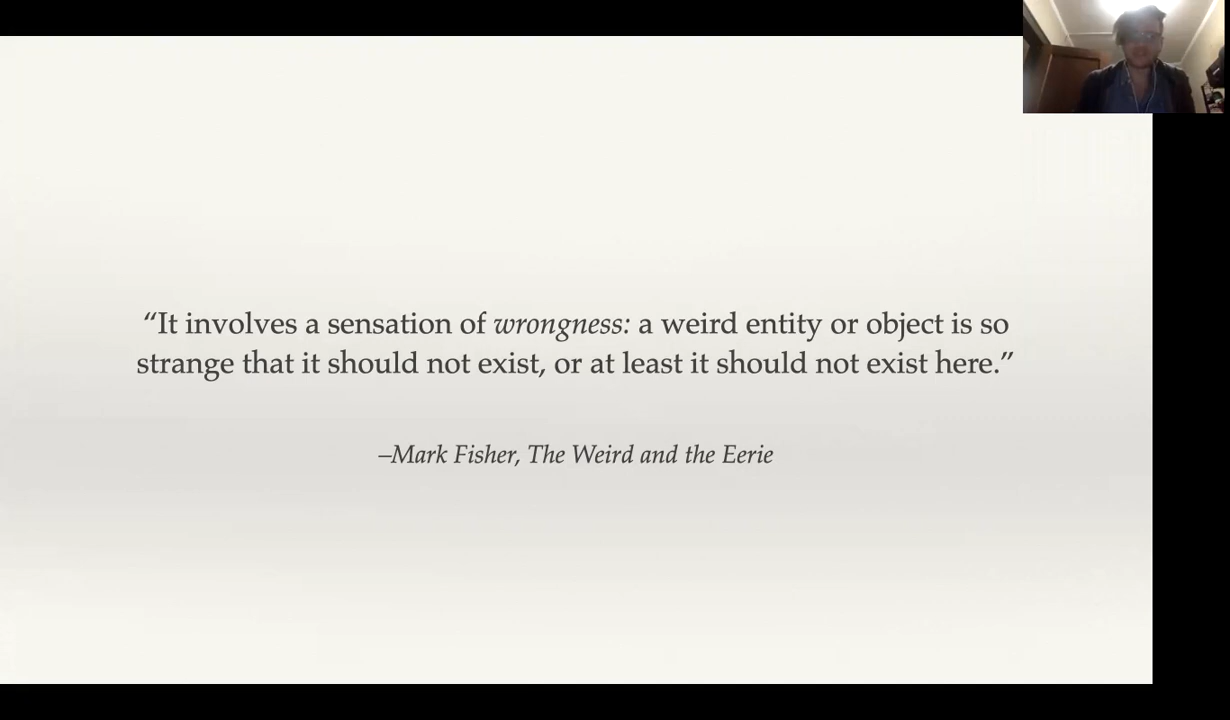 “It involves a sensation of wrongness: a weird entity or object is so
strange that it should not exist, or at least it should not exist here.”
–Mark Fisher, The Weird and the Eerie